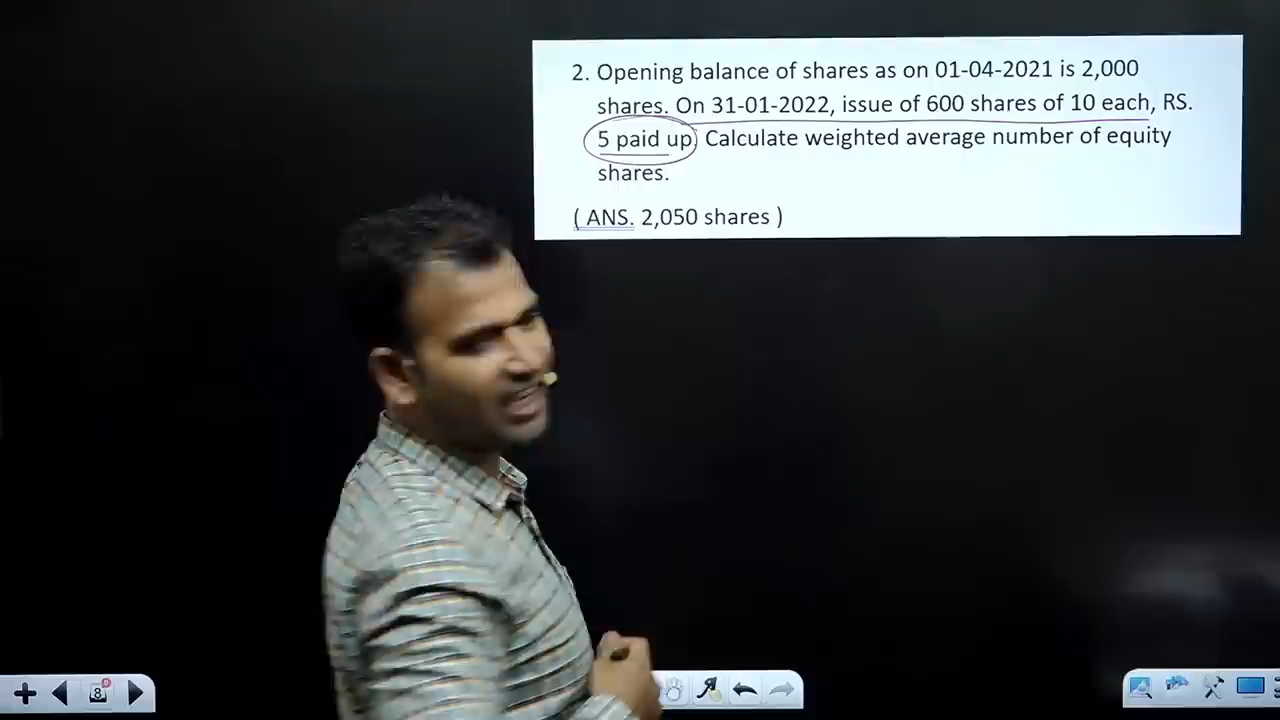 2. Opening balance of shares as on 01-04-2021 is 2,000
shares. On 31-01-2022, issue of 600 shares of 10 each, RS.
5 paid up. Calculate weighted average number of equity
shares.
( ANS. 2,050 shares )
8